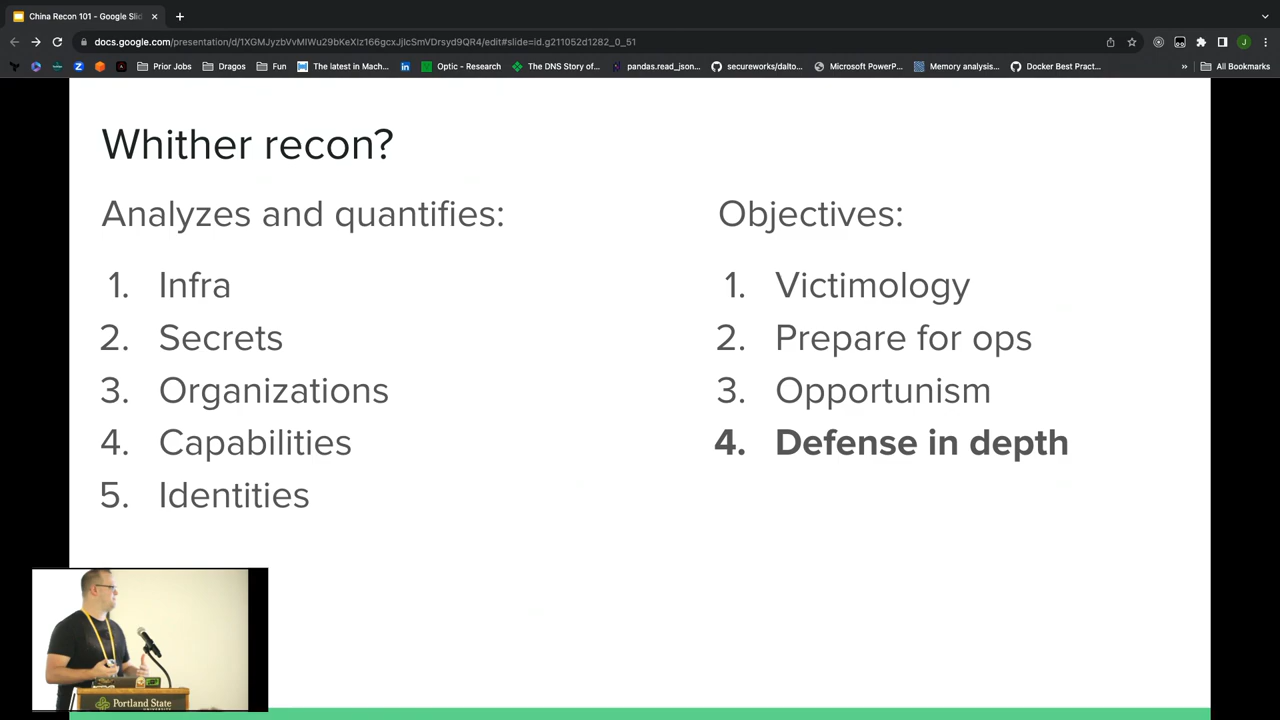 China Recon 101 - Google Slid
docs.google.com/presentation/d/1XGMJyzbVvMIWu29bKeXIz166gcxJjIcSmVDrsyd9QR4/edit#slide=id.g211052d1282_0_51
J
Prior Jobs
Dragos
Fun
The latest in Mach...
Optic - Research
The DNS Story of...
pandas.read_json...
secureworks/dalto...
Microsoft PowerP...
Memory analysis...
Docker Best Pract...
»
All Bookmarks
Whither recon?
Analyzes and quantifies:
1. Infra
2. Secrets
3. Organizations
4. Capabilities
5. Identities
Objectives:
1. Victimology
2. Prepare for ops
3. Opportunism
4. Defense in depth
Portland State
UNIVERSITY